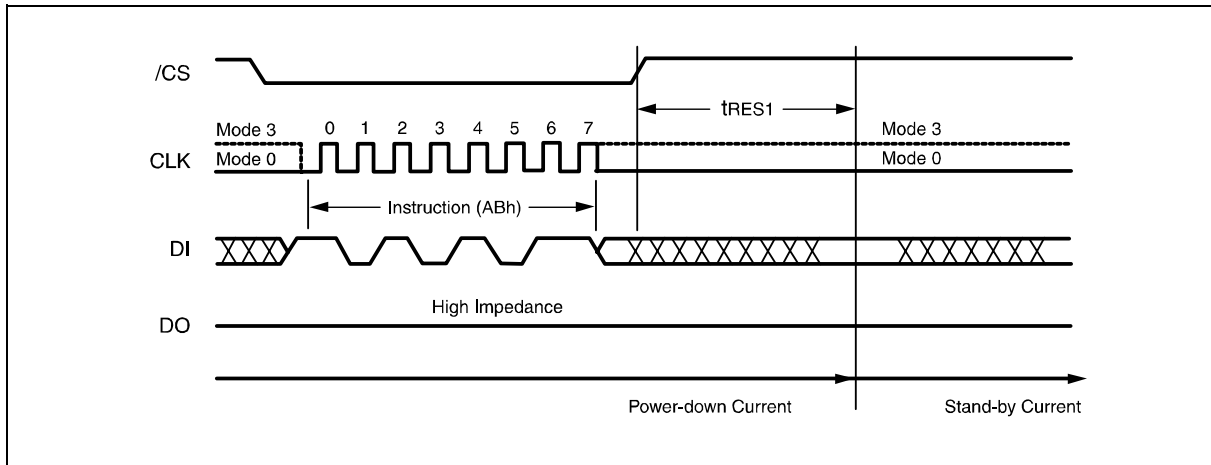 /CS
tRES1
Mode 3 0 1 2 3 4 5 6 7 Mode 3
CLK
Mode 0 Mode 0
Instruction (ABh)
DI
High Impedance
DO
Power-down Current Stand-by Current